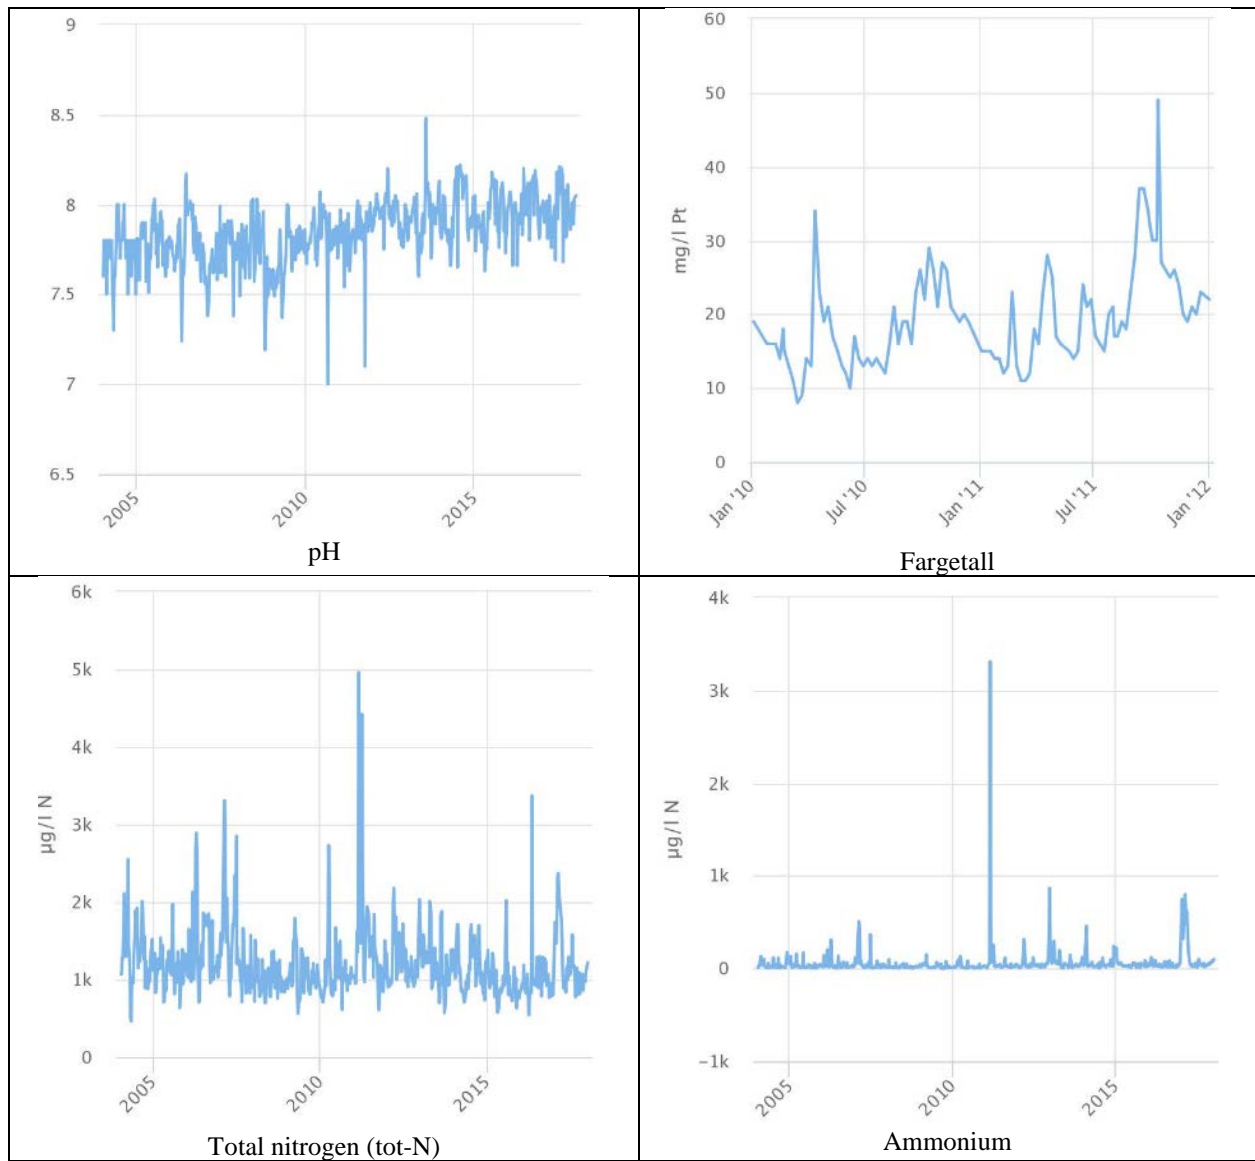 9
8.5
8
7.5
7
6.5
2005
2010
2015
pH
60
50
40
30
20
10
0
mg/l Pt
Jan '10
Jul '10
Jan '11
Jul '11
Jan '12
Fargetall
6k
5k
4k
3k
2k
1k
0
µg/l N
2005
2010
2015
Total nitrogen (tot-N)
4k
3k
2k
1k
0
−1k
µg/l N
2005
2010
2015
Ammonium